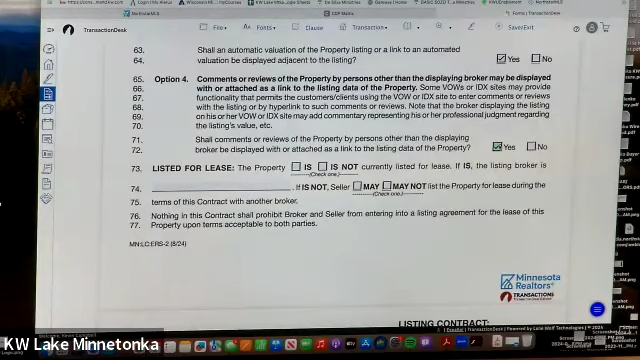 NorthstarMLS
CDP Matrix
TransactionDesk
File
Fonts
Clause
Transaction
Save/Exit
63. Shall an automatic valuation of the Property listing or a link to an automated
64. valuation be displayed adjacent to the listing? Yes No
65. Option 4. Comments or reviews of the Property by persons other than the displaying broker may be displayed
66. with or attached as a link to the listing data of the Property. Some VOWs or IDX sites may provide
67. functionality that permits the customers/clients using the VOW or IDX site to enter comments or reviews
68. with the listing or by hyperlink to such comments or reviews. Note that the broker displaying the listing
69. on his or her VOW or IDX site may add commentary representing his or her professional judgment regarding
70. the listing's value, etc.
71. Shall comments or reviews of the Property by persons other than the displaying
72. broker be displayed with or attached as a link to the listing data of the Property? Yes No
73. LISTED FOR LEASE: The Property IS IS NOT currently listed for lease. If IS, the listing broker is
(Check one.)
74. . If IS NOT, Seller MAY MAY NOT list the Property for lease during the
(Check one.)
75. terms of this Contract with another broker.
76. Nothing in this Contract shall prohibit Broker and Seller from entering into a listing agreement for the lease of this
77. Property upon terms acceptable to both parties.
MN:LC:ERS-2 (8/24)
Minnesota
Realtors®
TRANSACTIONS
LISTING CONTRACT:
KW Lake Minnetonka